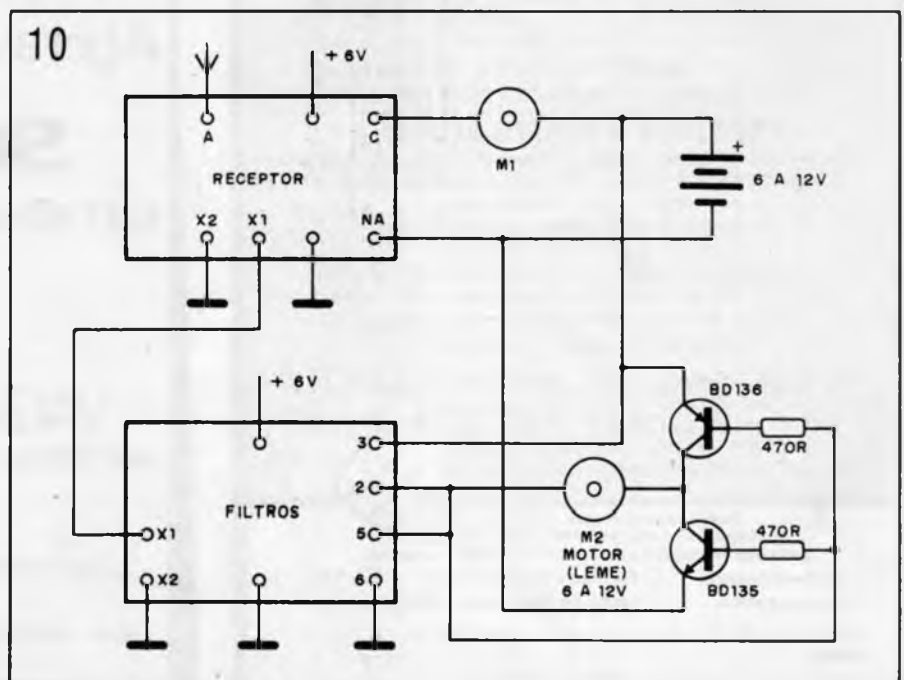 10
+ 6V
A
C
M1
+
6 A 12V
RECEPTOR
X2
X1
NA
+ 6V
3
2
5
6
FILTROS
X1
X2
M2
MOTOR
(LEME)
6 A 12V
BD136
470R
470R
BD135